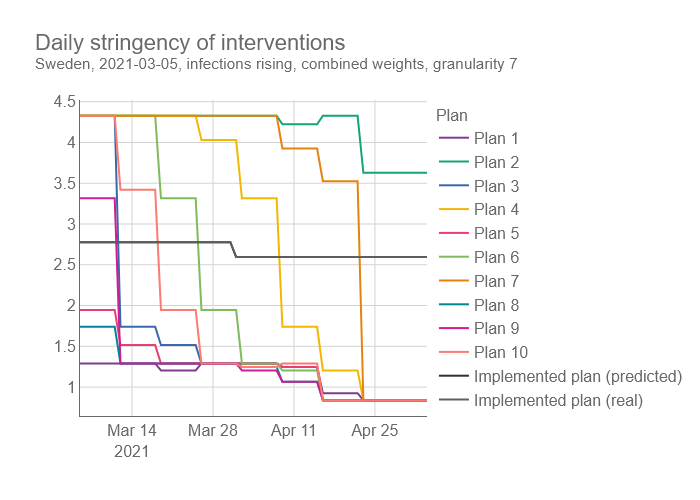 Daily stringency of interventions
Sweden, 2021-03-05, infections rising, combined weights, granularity 7
4.5
4
3.5
3
2.5
2
1.5
1
Mar 14
2021
Mar 28
Apr 11
Apr 25
Plan
Plan 1
Plan 2
Plan 3
Plan 4
Plan 5
Plan 6
Plan 7
Plan 8
Plan 9
Plan 10
Implemented plan (predicted)
Implemented plan (real)